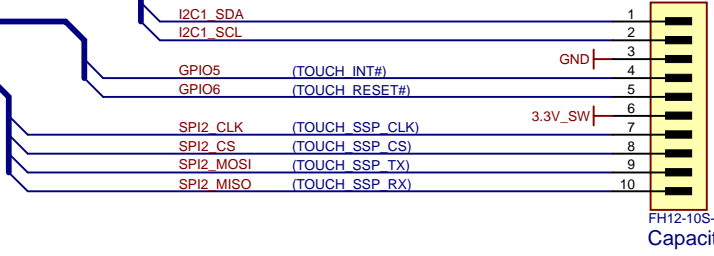 I2C1_SDA 1
I2C1_SCL 2
GND 3
GPIO5 (TOUCH_INT#) 4
GPIO6 (TOUCH_RESET#) 5
3.3V_SW 6
SPI2_CLK (TOUCH_SSP_CLK) 7
SPI2_CS (TOUCH_SSP_CS) 8
SPI2_MOSI (TOUCH_SSP_TX) 9
SPI2_MISO (TOUCH_SSP_RX) 10
FH12-10S-
Capacit